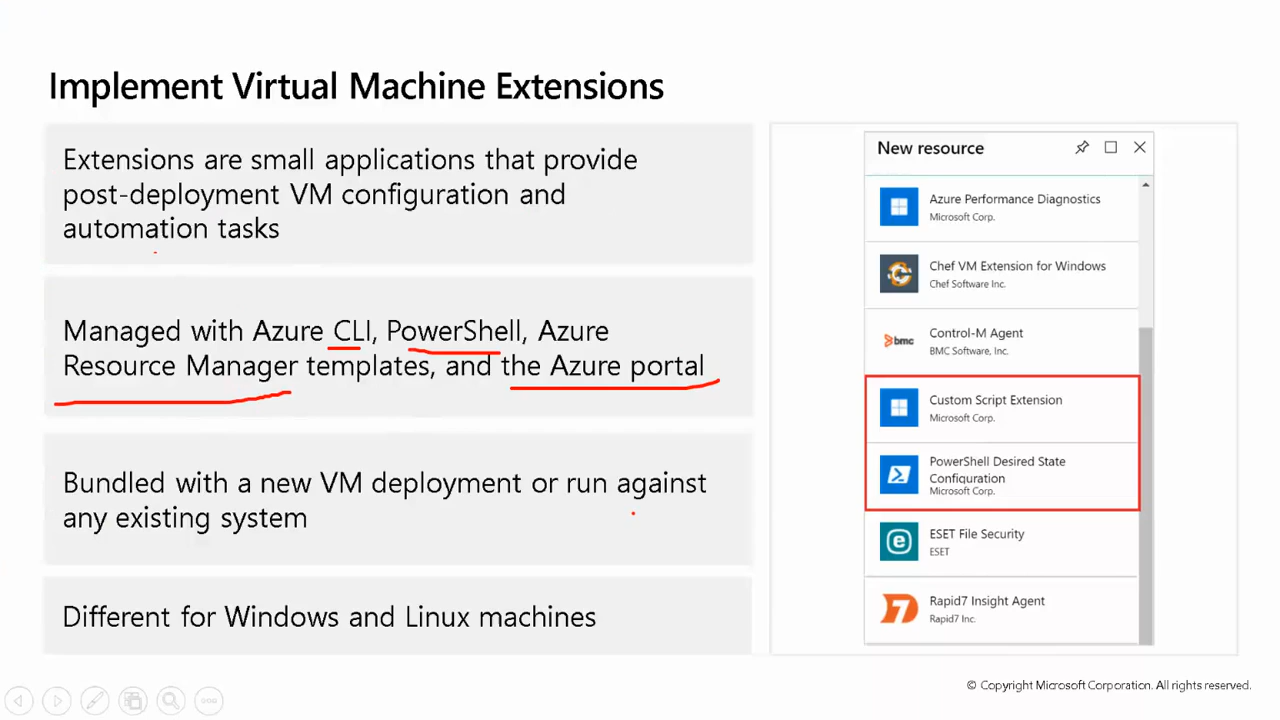 Implement Virtual Machine Extensions
Extensions are small applications that provide
post-deployment VM configuration and
automation tasks
Managed with Azure CLI, PowerShell, Azure
Resource Manager templates, and the Azure portal
Bundled with a new VM deployment or run against
any existing system
Different for Windows and Linux machines
New resource
Azure Performance Diagnostics
Microsoft Corp.
Chef VM Extension for Windows
Chef Software Inc.
bmc
Control-M Agent
BMC Software, Inc.
Custom Script Extension
Microsoft Corp.
PowerShell Desired State
Configuration
Microsoft Corp.
ESET File Security
ESET
Rapid7 Insight Agent
Rapid7 Inc.
© Copyright Microsoft Corporation. All rights reserved.